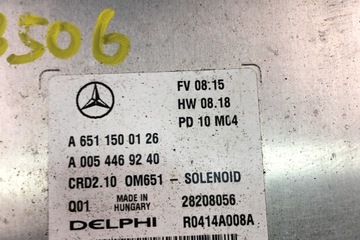 3506
FV 08.15
HW 08.18
PD 10 M04
A 651 150 01 26
A 005 446 92 40
CRD2.10 OM651 - SOLENOID
Q01 MADE IN HUNGARY 28208056
DELPHI R0414A008A